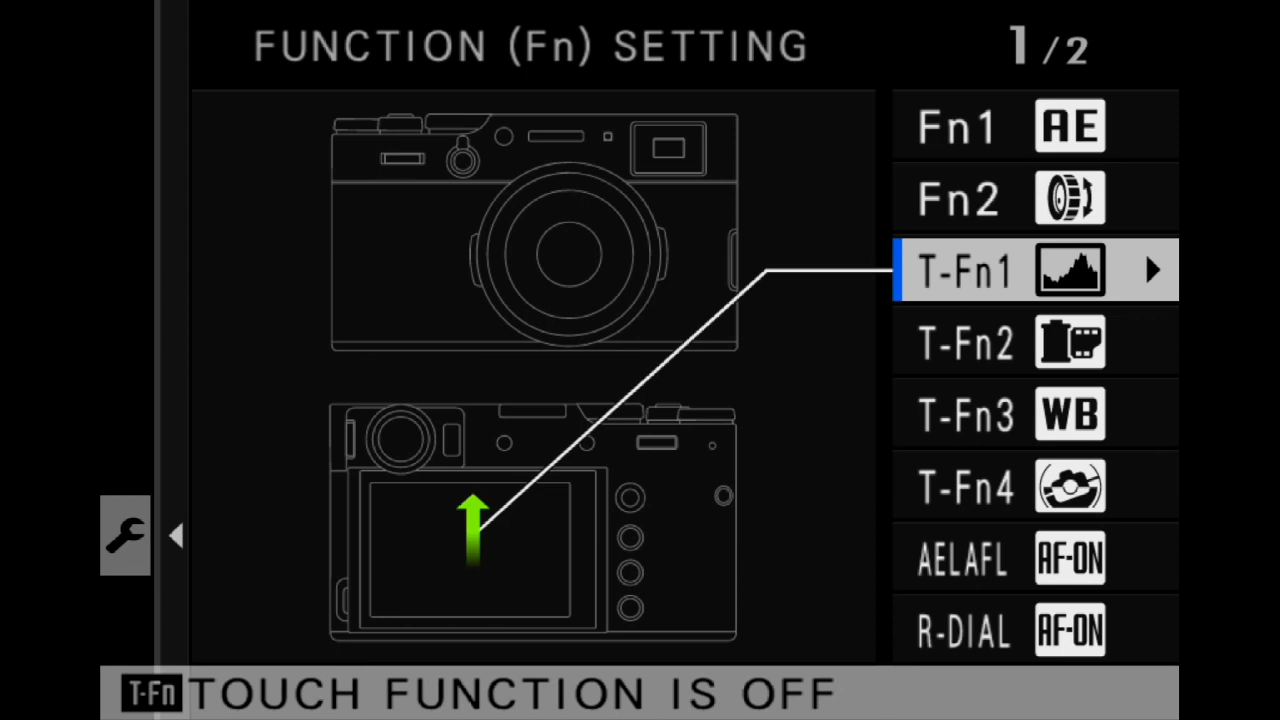 FUNCTION (Fn) SETTING 1/2
Fn1 AE
Fn2
T-Fn1
T-Fn2
T-Fn3 WB
T-Fn4
AELAFL AF-ON
R-DIAL AF-ON
T-Fn TOUCH FUNCTION IS OFF